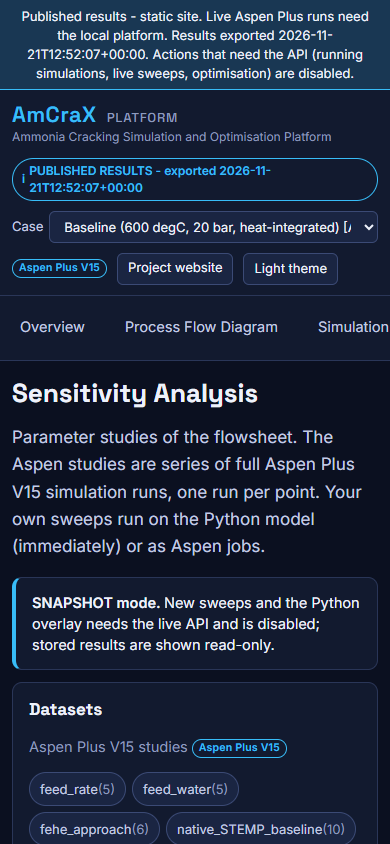 Published results - static site. Live Aspen Plus runs need
the local platform. Results exported 2026-11-
21T12:52:07+00:00. Actions that need the API (running
simulations, live sweeps, optimisation) are disabled.
AmCraX PLATFORM
Ammonia Cracking Simulation and Optimisation Platform
i PUBLISHED RESULTS - exported 2026-11-
21T12:52:07+00:00
Case Baseline (600 degC, 20 bar, heat-integrated) [
Aspen Plus V15 Project website Light theme
Overview Process Flow Diagram Simulation
Sensitivity Analysis
Parameter studies of the flowsheet. The
Aspen studies are series of full Aspen Plus
V15 simulation runs, one run per point. Your
own sweeps run on the Python model
(immediately) or as Aspen jobs.
SNAPSHOT mode. New sweeps and the Python
overlay needs the live API and is disabled;
stored results are shown read-only.
Datasets
Aspen Plus V15 studies Aspen Plus V15
feed_rate(5) feed_water(5)
fehe_approach(6) native_STEMP_baseline(10)